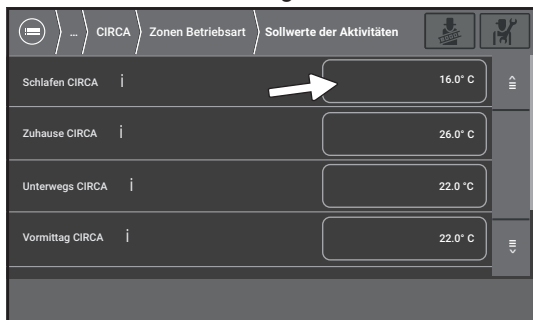 ... CIRCA Zonen Betriebsart Sollwerte der Aktivitäten
Schlafen CIRCA i 16.0° C
Zuhause CIRCA i 26.0° C
Unterwegs CIRCA i 22.0 °C
Vormittag CIRCA i 22.0° C